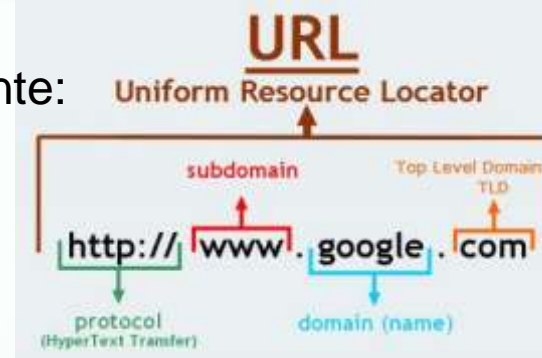 nte:
URL
Uniform Resource Locator
subdomain
Top Level Domain
TLD
http:// www . google . com
protocol
domain (name)
(HyperText Transfer)